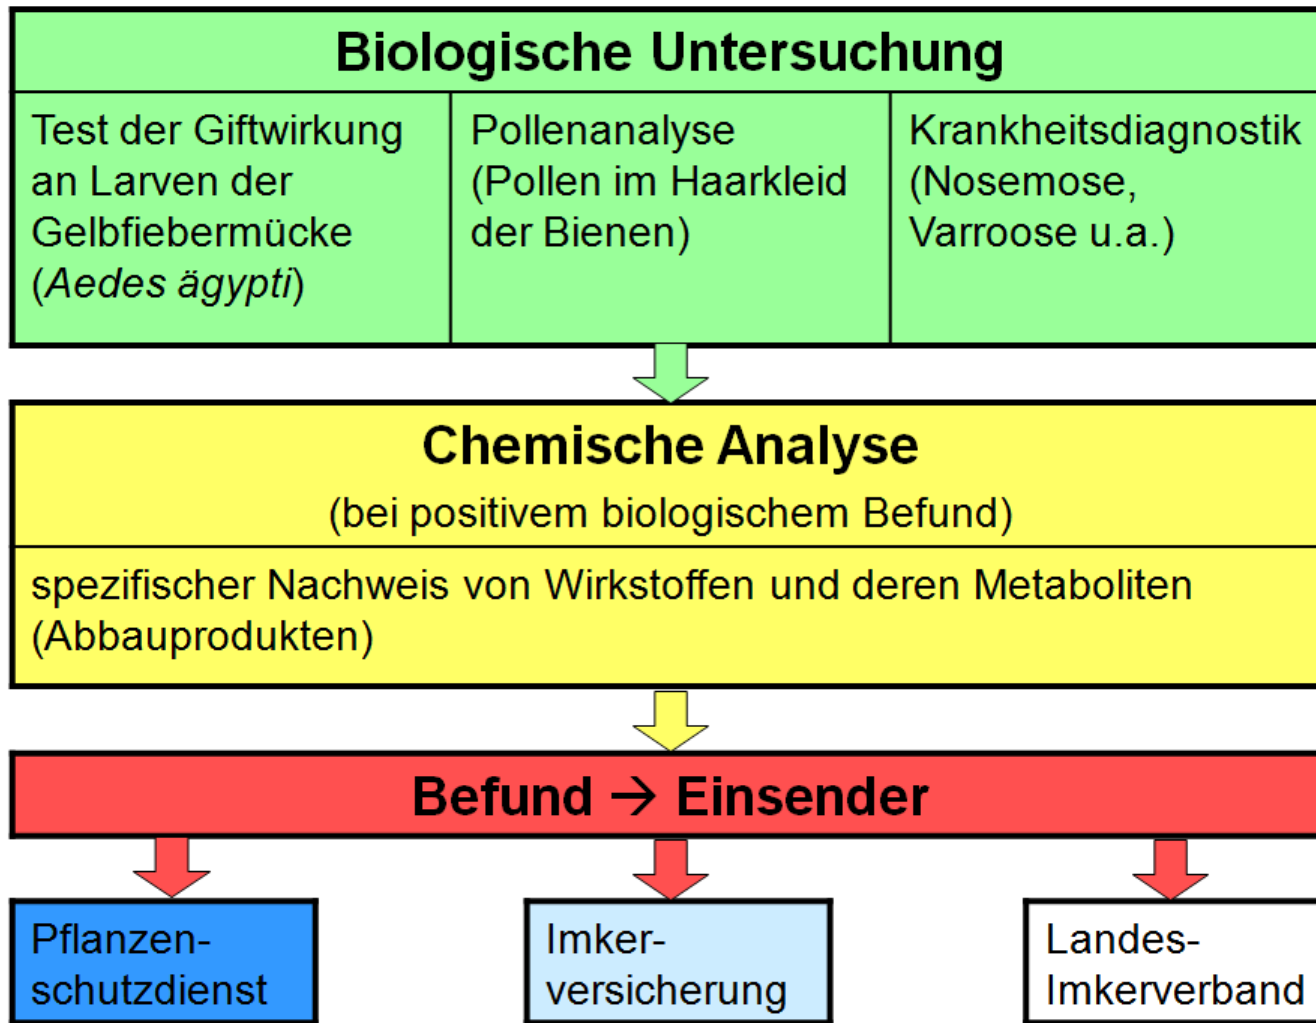 Biologische Untersuchung
Test der Giftwirkung
an Larven der
Gelbfiebermücke
(Aedes ägypti)
Pollenanalyse
(Pollen im Haarkleid
der Bienen)
Krankheitsdiagnostik
(Nosemose,
Varroose u.a.)
Chemische Analyse
(bei positivem biologischem Befund)
spezifischer Nachweis von Wirkstoffen und deren Metaboliten
(Abbauprodukten)
Befund → Einsender
Pflanzen-
schutzdienst
Imker-
versicherung
Landes-
Imkerverband